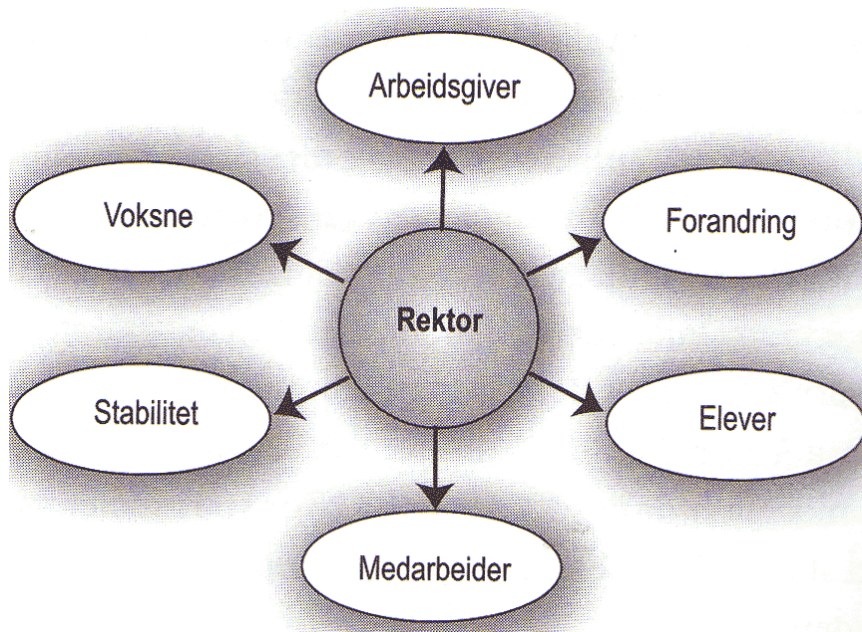 Arbeidsgiver
Voksne
Forandring
Rektor
Stabilitet
Elever
Medarbeider